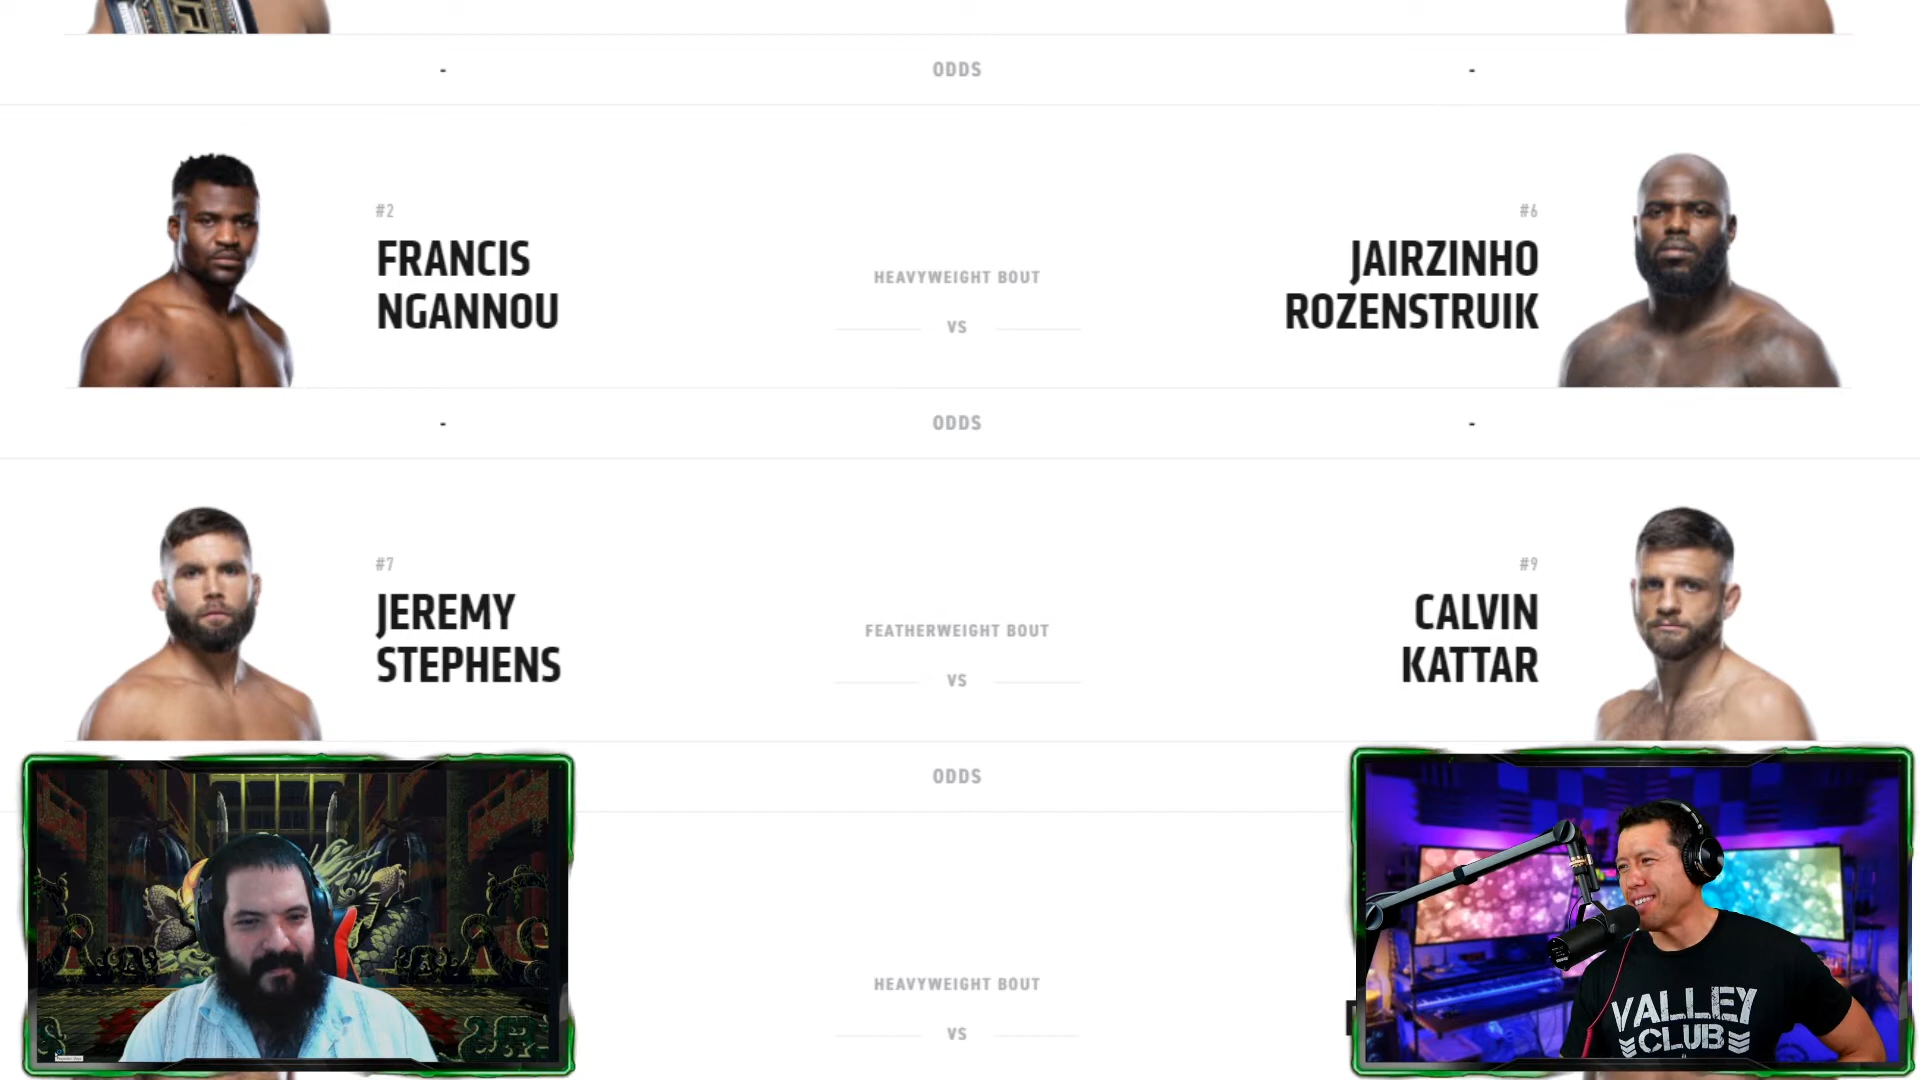 -
ODDS
-
#2
FRANCIS
NGANNOU
HEAVYWEIGHT BOUT
VS
#6
JAIRZINHO
ROZENSTRUIK
-
ODDS
-
#7
JEREMY
STEPHENS
FEATHERWEIGHT BOUT
VS
#9
CALVIN
KATTAR
ODDS
HEAVYWEIGHT BOUT
VS
VALLEY
CLUB